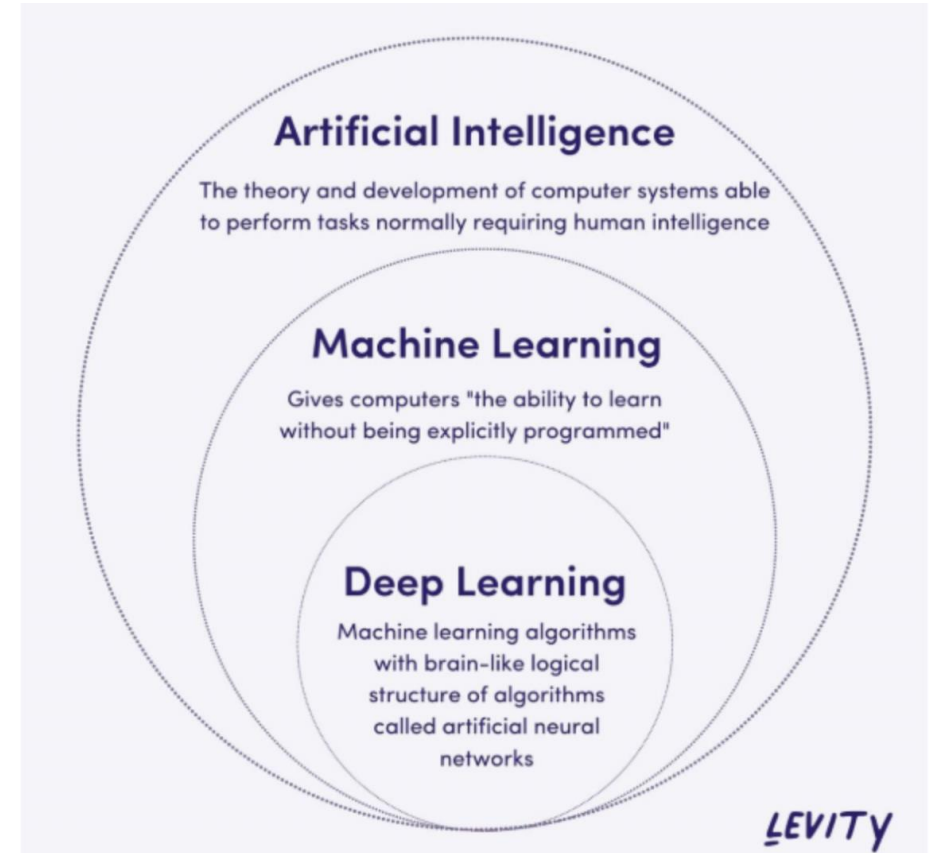 Artificial Intelligence
The theory and development of computer systems able
to perform tasks normally requiring human intelligence
Machine Learning
Gives computers "the ability to learn
without being explicitly programmed"
Deep Learning
Machine learning algorithms
with brain-like logical
structure of algorithms
called artificial neural
networks
LEVITY